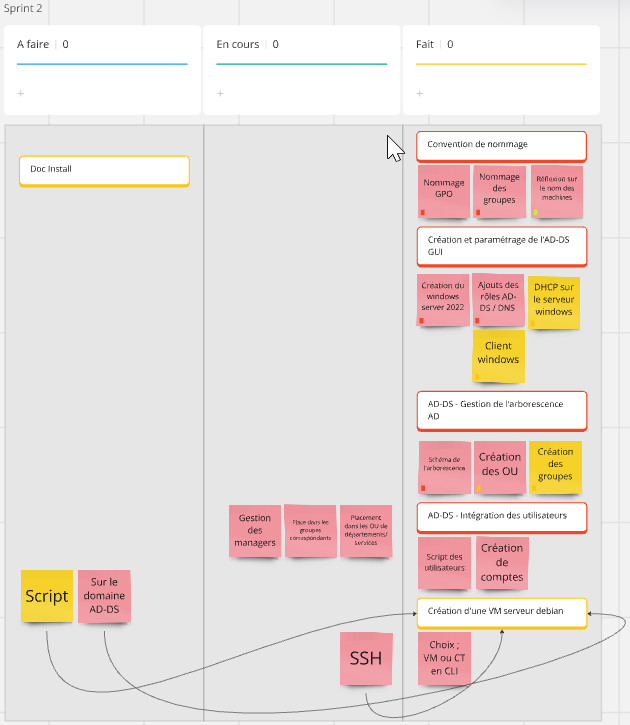 Sprint 2
A faire | 0
En cours | 0
Fait | 0
+
+
+
Doc Install
Convention de nommage
Nommage
GPO
Nommage
des
groupes
Réflexion sur
le nom des
machines
Création et paramétrage de l'AD-DS
GUI
Création du
windows
server 2022
Ajouts des
rôles AD-
DS / DNS
DHCP sur
le serveur
windows
Client
windows
AD-DS - Gestion de l'arborescence
AD
Schéma de
l'arborescence
Création
des OU
Création
des
groupes
AD-DS - Intégration des utilisateurs
Gestion
des
managers
Place dans les
groupes
correspondants
Placement
dans les OU de
départements/
services
Script des
utilisateurs
Création
de
comptes
Script
Sur le
domaine
AD-DS
Création d'une VM serveur debian
SSH
Choix ;
VM ou CT
en CLI